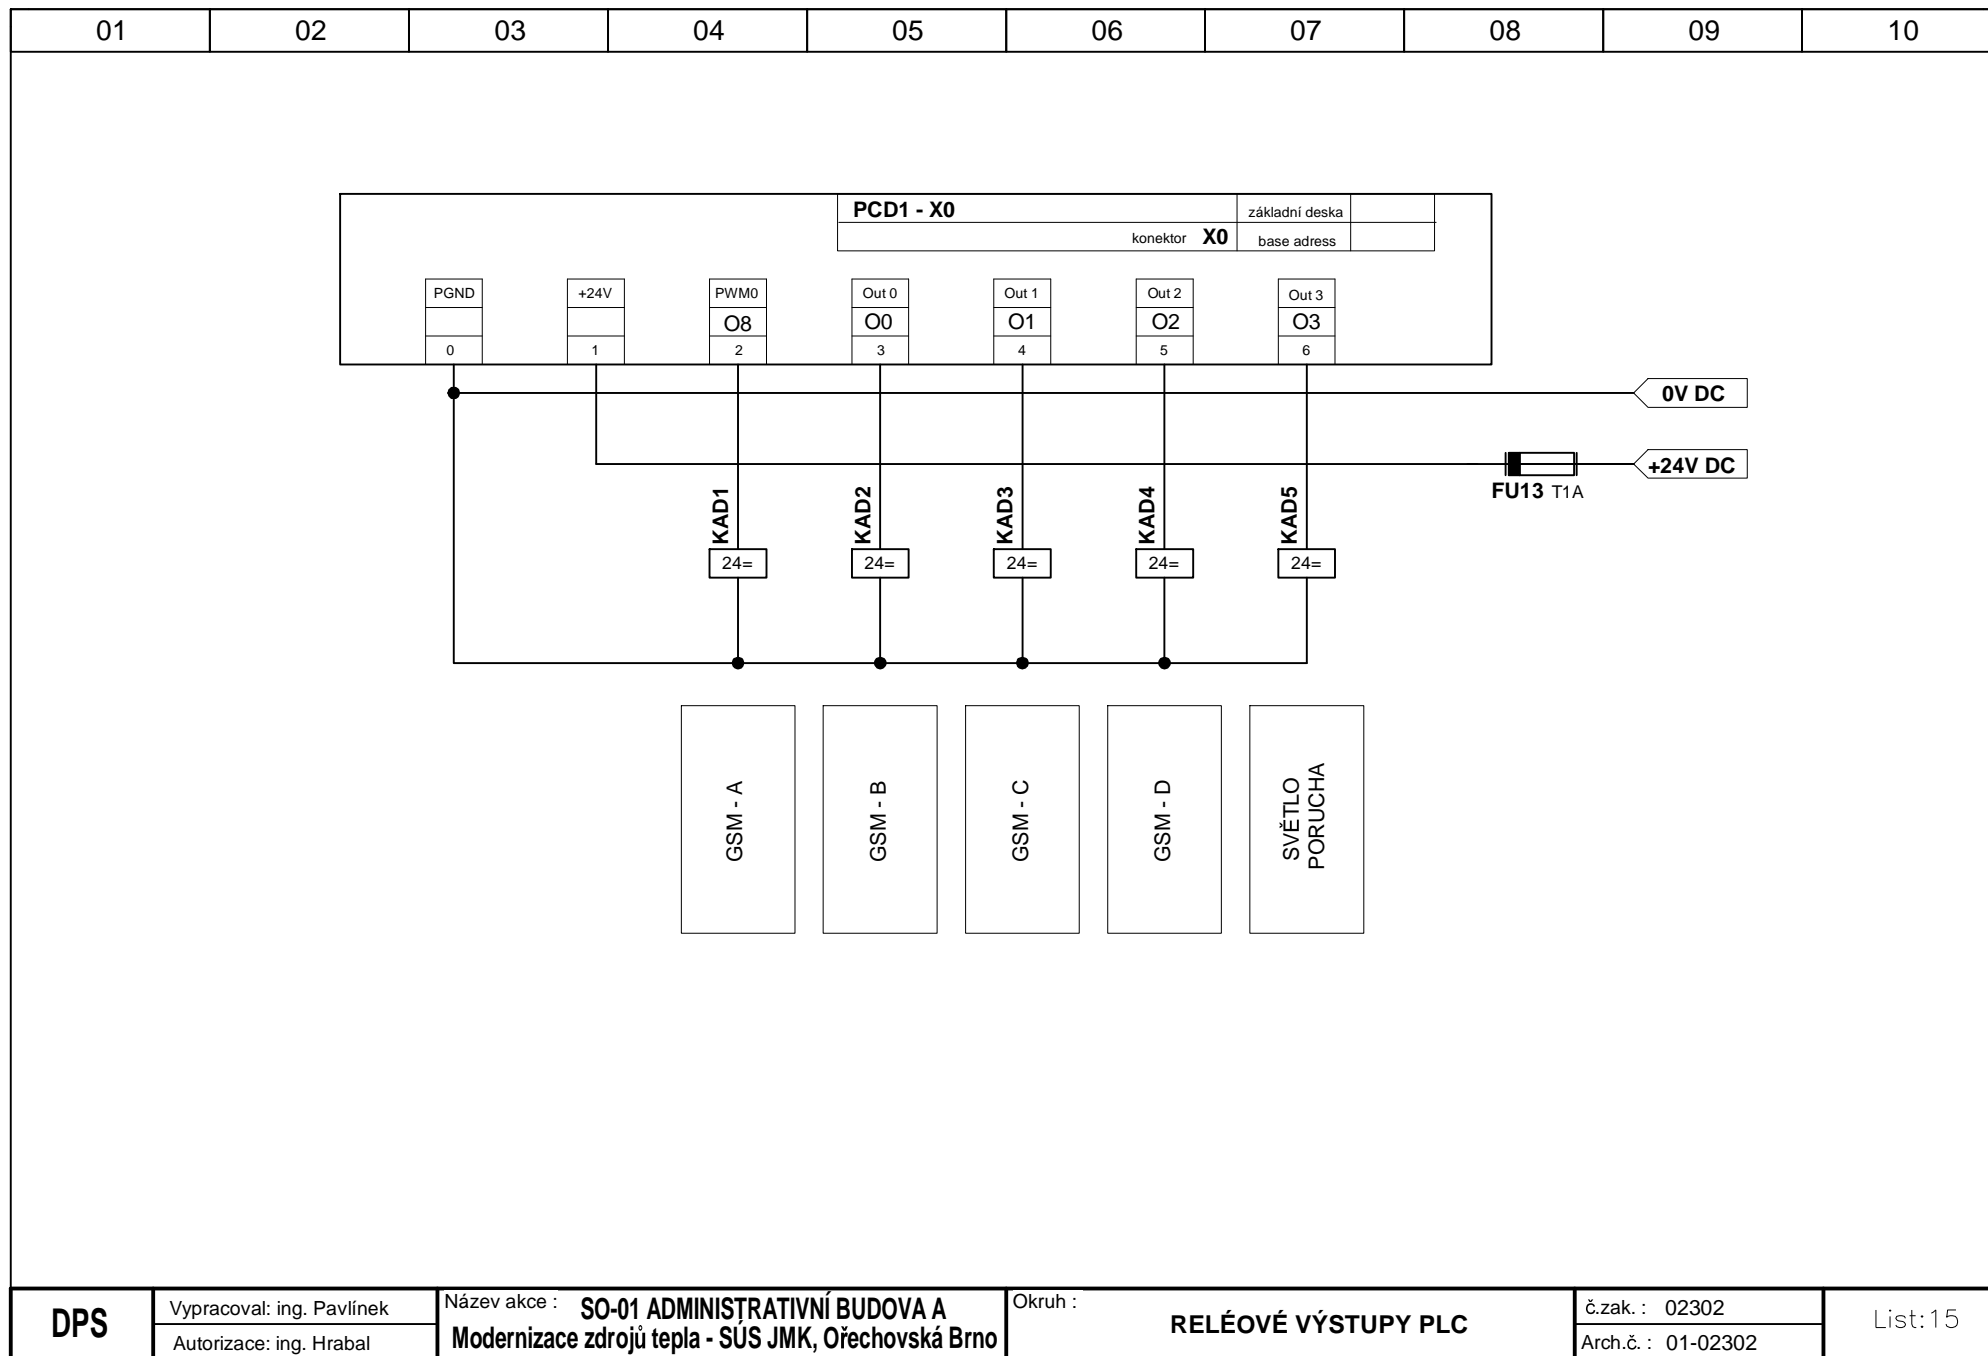 01 02 03 04 05 06 07 08 09 10
PCD1 - X0 základní deska
konektor X0 base adress
PGND +24V PWM0 Out 0 Out 1 Out 2 Out 3
O8 O0 O1 O2 O3
0 1 2 3 4 5 6
0V DC
+24V DC
FU13 T1A
KAD1 KAD2 KAD3 KAD4 KAD5
24= 24= 24= 24= 24=
GSM - A
GSM - B
GSM - C
GSM - D
SVĚTLO
PORUCHA
DPS
Vypracoval: ing. Pavlínek
Autorizace: ing. Hrabal
Název akce : SO-01 ADMINISTRATIVNÍ BUDOVA A
Modernizace zdrojů tepla - SÚS JMK, Ořechovská Brno
Okruh :
RELÉOVÉ VÝSTUPY PLC
č.zak. : 02302
Arch.č. : 01-02302
List:15